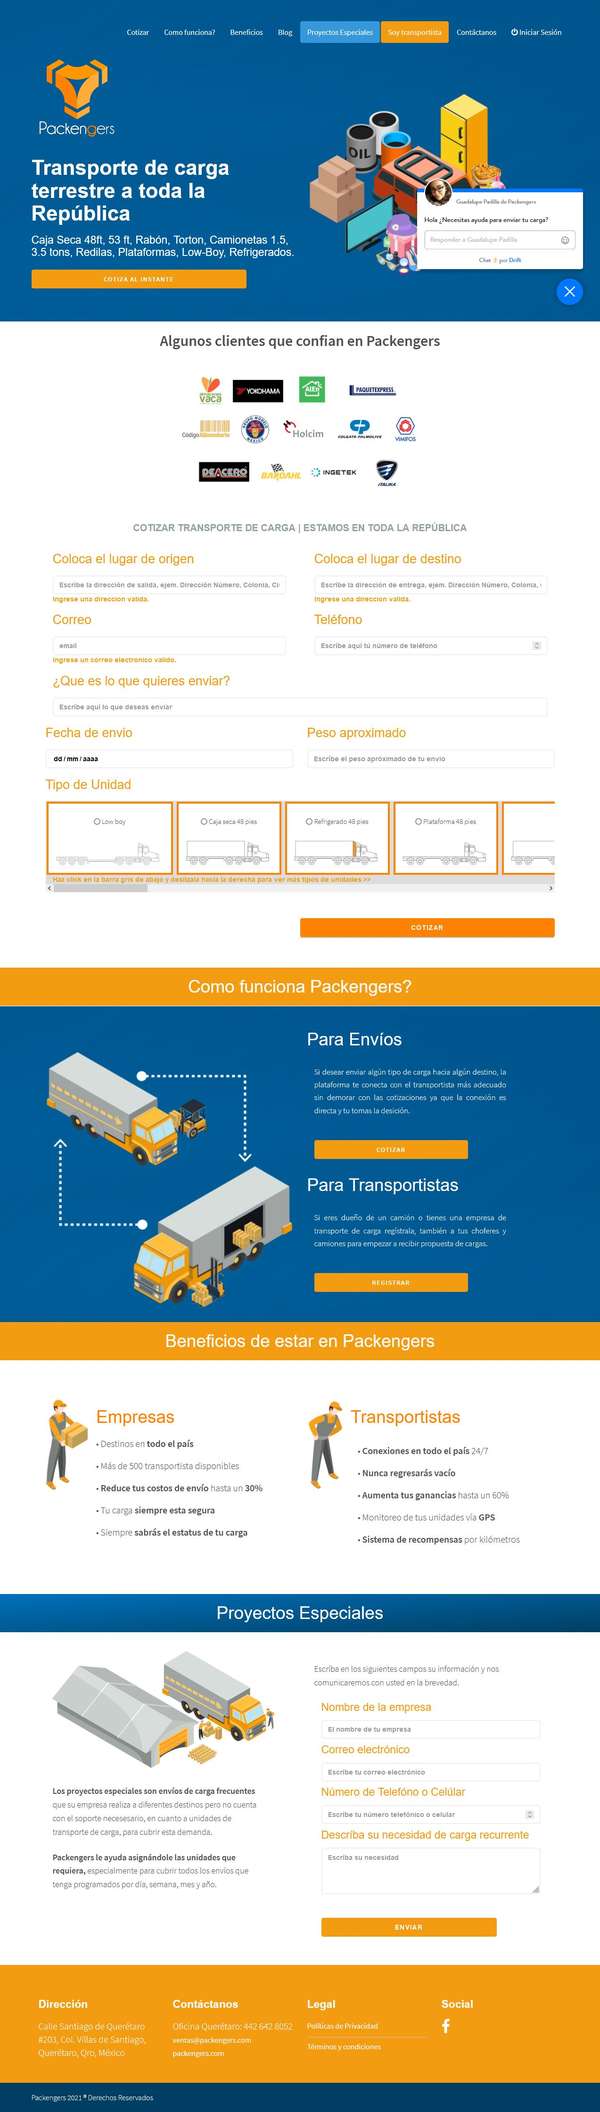 Cotizar
Como funciona?
Beneficios
Blog
Proyectos Especiales
Soy transportista
Contáctanos
Iniciar Sesión
Packengers
Transporte de carga
terrestre a toda la
República
Caja Seca 48ft, 53 ft, Rabón, Torton, Camionetas 1.5,
3.5 tons, Redilas, Plataformas, Low-Boy, Refrigerados.
COTIZA AL INSTANTE
OIL
Guadalupe Padilla de Packengers
Hola ¿Necesitas ayuda para enviar tu carga?
Responder a Guadalupe Padilla
Chat por Drift
Algunos clientes que confian en Packengers
vaca
YOKOHAMA
PAQUETEXPRESS
Código
Holcim
COLGATE-PALMOLIVE
VIMIFOS
DEACERO
BARDAHL
INGETEK
ITALIKA
COTIZAR TRANSPORTE DE CARGA | ESTAMOS EN TODA LA REPÚBLICA
Coloca el lugar de origen
Coloca el lugar de destino
Escribe la dirección de salida, ejem. Dirección Número, Colonia, Ci
Escribe la dirección de entrega, ejem. Dirección Número, Colonia,
Ingrese una direccion valida.
Ingrese una direccion valida.
Correo
Teléfono
email
Escribe aquí tú número de teléfono
Ingrese un correo electronico valido.
¿Que es lo que quieres enviar?
Escribe aqui lo que deseas enviar
Fecha de envio
Peso aproximado
dd / mm / aaaa
Escribe el peso apróximado de tu envío
Tipo de Unidad
Low boy
Caja seca 48 pies
Refrigerado 48 pies
Plataforma 48 pies
Haz click en la barra gris de abajo y deslizala hacia la derecha para ver más tipos de unidades >>
COTIZAR
Como funciona Packengers?
Para Envíos
Si desear enviar algún tipo de carga hacia algún destino, la
plataforma te conecta con el transportista más adecuado
sin demorar con las cotizaciones ya que la conexión es
directa y tu tomas la desición.
COTIZAR
Para Transportistas
Si eres dueño de un camión o tienes una empresa de
transporte de carga regístrala, también a tus choferes y
camiones para empezar a recibir propuesta de cargas.
REGISTRAR
Beneficios de estar en Packengers
Empresas
• Destinos en todo el país
• Más de 500 transportista disponibles
• Reduce tus costos de envío hasta un 30%
• Tu carga siempre esta segura
• Siempre sabrás el estatus de tu carga
Transportistas
• Conexiones en todo el país 24/7
• Nunca regresarás vacío
• Aumenta tus ganancias hasta un 60%
• Monitoreo de tus unidades vía GPS
• Sistema de recompensas por kilómetros
Proyectos Especiales
Los proyectos especiales son envíos de carga frecuentes
que su empresa realiza a diferentes destinos pero no cuenta
con el soporte necesesario, en cuanto a unidades de
transporte de carga, para cubrir esta demanda.
Packengers le ayuda asignándole las unidades que
requiera, especialmente para cubrir todos los envíos que
tenga programados por día, semana, mes y año.
Escríba en los siguientes campos su información y nos
comunicaremos con usted en la brevedad.
Nombre de la empresa
El nombre de tu empresa
Correo electrónico
Escribe tu correo electrónico
Número de Telefóno o Celúlar
Escribe tu número telefónico o celular
Describa su necesidad de carga recurrente
Escriba su necesidad
ENVIAR
Dirección
Calle Santiago de Querétaro
#203, Col. Villas de Santiago,
Querétaro, Qro, México
Contáctanos
Oficina Querétaro: 442 642 8052
ventas@packengers.com
packengers.com
Legal
Políticas de Privacidad
Términos y condiciones
Social
Packengers 2021 ® Derechos Reservados